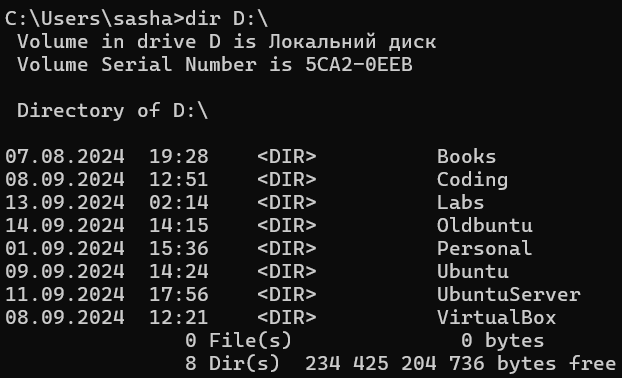 C:\Users\sasha>dir D:\
 Volume in drive D is Локальний диск
 Volume Serial Number is 5CA2-0EEB

 Directory of D:\

07.08.2024  19:28    <DIR>          Books
08.09.2024  12:51    <DIR>          Coding
13.09.2024  02:14    <DIR>          Labs
14.09.2024  14:15    <DIR>          Oldbuntu
01.09.2024  15:36    <DIR>          Personal
09.09.2024  14:24    <DIR>          Ubuntu
11.09.2024  17:56    <DIR>          UbuntuServer
08.09.2024  12:21    <DIR>          VirtualBox
               0 File(s)              0 bytes
               8 Dir(s)  234 425 204 736 bytes free